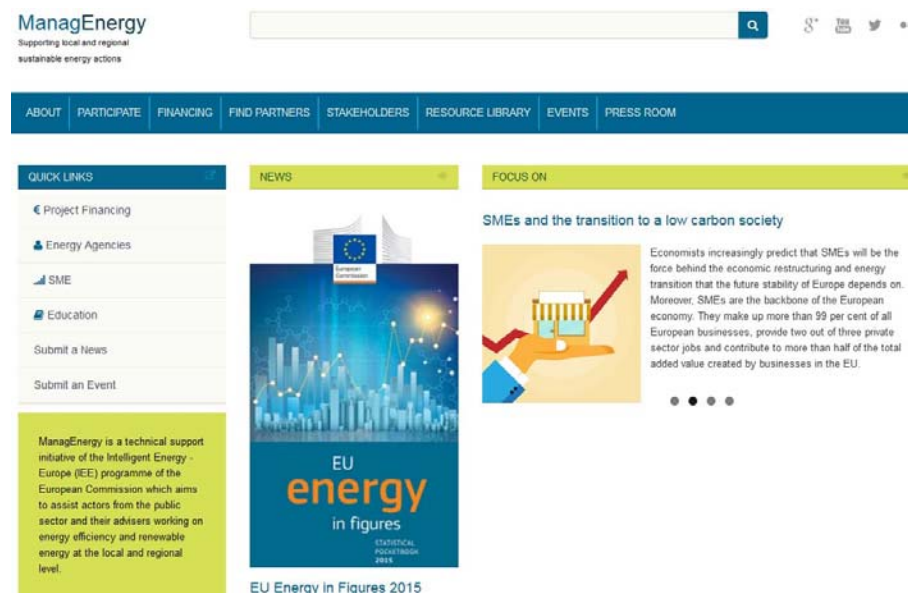 ManagEnergy
Supporting local and regional
sustainable energy actions
You
Tube
ABOUT PARTICIPATE FINANCING FIND PARTNERS STAKEHOLDERS RESOURCE LIBRARY EVENTS PRESS ROOM
QUICK LINKS
€ Project Financing
Energy Agencies
SME
Education
Submit a News
Submit an Event
ManagEnergy is a technical support
initiative of the Intelligent Energy -
Europe (IEE) programme of the
European Commission which aims
to assist actors from the public
sector and their advisers working on
energy efficiency and renewable
energy at the local and regional
level.
NEWS
European
Commission
EU
energy
in figures
STATISTICAL
POCKETBOOK
2015
EU Energy in Figures 2015
FOCUS ON
SMEs and the transition to a low carbon society
Economists increasingly predict that SMEs will be the
force behind the economic restructuring and energy
transition that the future stability of Europe depends on.
Moreover, SMEs are the backbone of the European
economy. They make up more than 99 per cent of all
European businesses, provide two out of three private
sector jobs and contribute to more than half of the total
added value created by businesses in the EU.